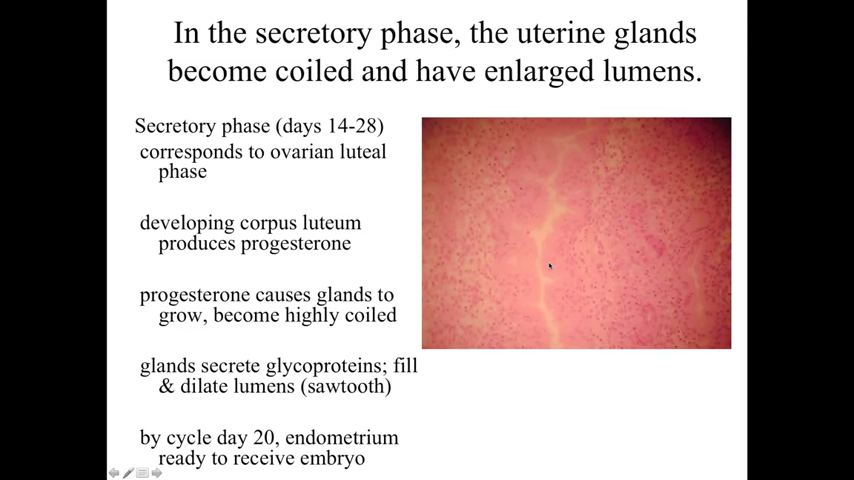 In the secretory phase, the uterine glands
become coiled and have enlarged lumens.
Secretory phase (days 14-28)
corresponds to ovarian luteal
phase
developing corpus luteum
produces progesterone
progesterone causes glands to
grow, become highly coiled
glands secrete glycoproteins; fill
& dilate lumens (sawtooth)
by cycle day 20, endometrium
ready to receive embryo